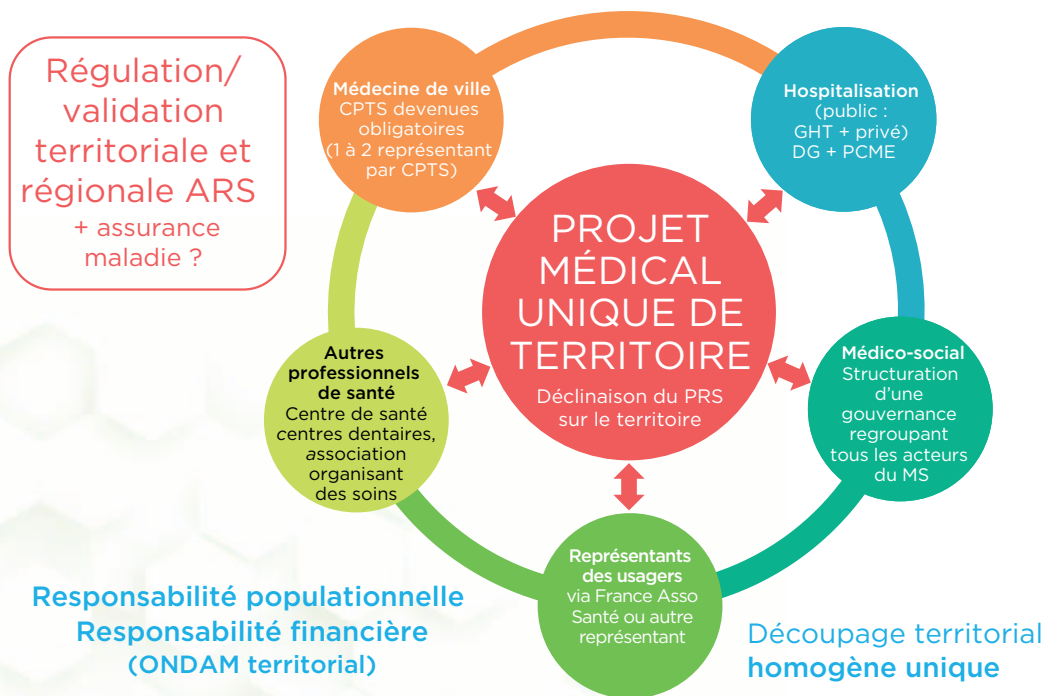 Régulation/
validation
territoriale et
régionale ARS
+ assurance
maladie ?
Médecine de ville
CPTS devenues
obligatoires
(1 à 2 représentant
par CPTS)
Hospitalisation
(public :
GHT + privé)
DG + PCME
PROJET
MÉDICAL
UNIQUE DE
TERRITOIRE
Déclinaison du PRS
sur le territoire
Autres
professionnels
de santé
Centre de santé
centres dentaires,
association
organisant
des soins
Médico-social
Structuration
d'une
gouvernance
regroupant
tous les acteurs
du MS
Représentants
des usagers
via France Asso
Santé ou autre
représentant
Responsabilité populationnelle
Responsabilité financière
(ONDAM territorial)
Découpage territorial
homogène unique